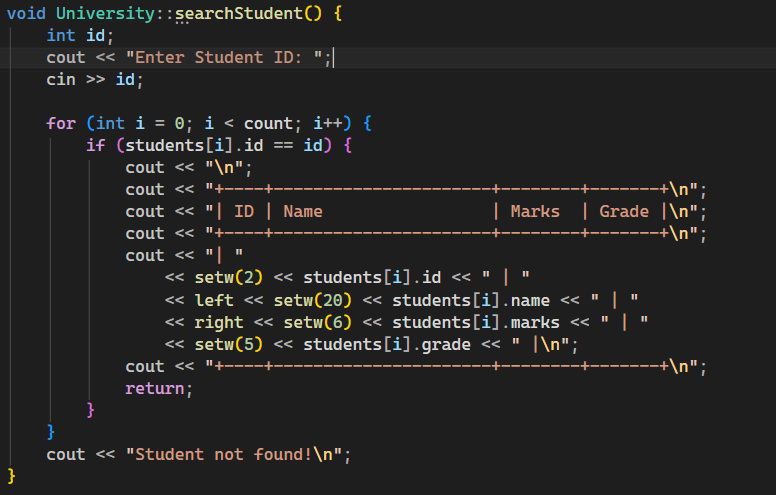 void University::searchStudent() {
    int id;
    cout << "Enter Student ID: ";
    cin >> id;

    for (int i = 0; i < count; i++) {
        if (students[i].id == id) {
            cout << "\n";
            cout << "+----+----------------------+--------+-------+\n";
            cout << "| ID | Name                 | Marks  | Grade |\n";
            cout << "+----+----------------------+--------+-------+\n";
            cout << "| "
                << setw(2) << students[i].id << " | "
                << left << setw(20) << students[i].name << " | "
                << right << setw(6) << students[i].marks << " | "
                << setw(5) << students[i].grade << " |\n";
            cout << "+----+----------------------+--------+-------+\n";
            return;
        }
    }
    cout << "Student not found!\n";
}